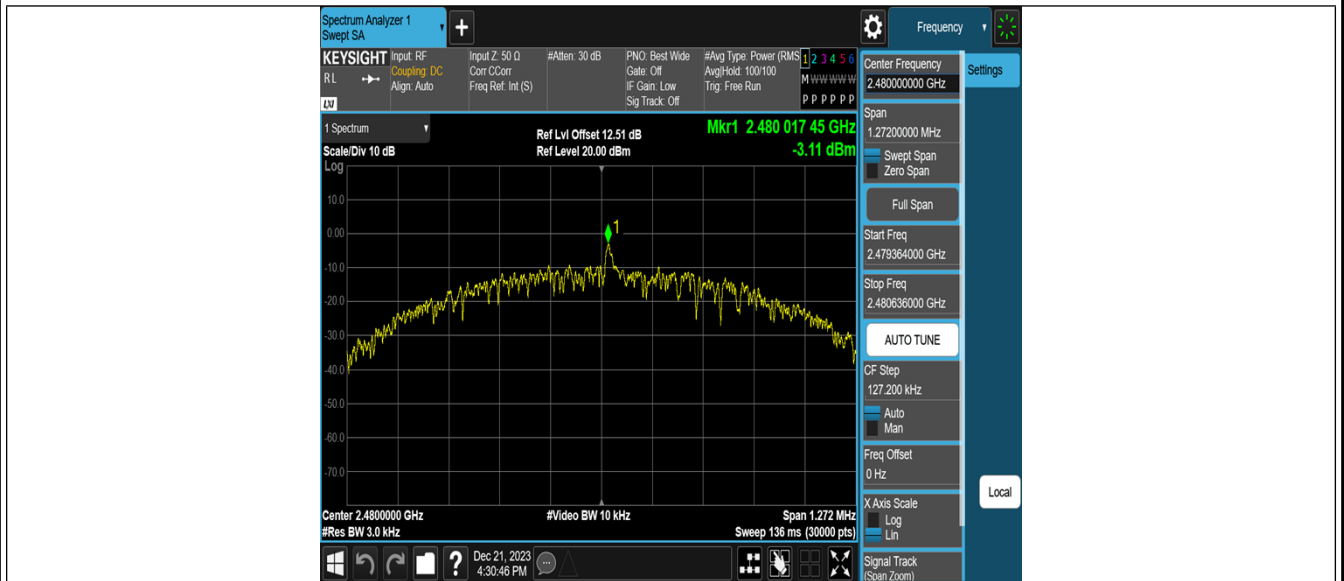 Spectrum Analyzer 1
Swept SA
+
Frequency
KEYSIGHT
RL
LXI
Input: RF
Coupling: DC
Align: Auto
Input Z: 50 Ω
Corr CCorr
Freq Ref: Int (S)
#Atten: 30 dB
PNO: Best Wide
Gate: Off
IF Gain: Low
Sig Track: Off
#Avg Type: Power (RMS
Avg|Hold: 100/100
Trig: Free Run
1 2 3 4 5 6
M W W W W W
P P P P P P
1 Spectrum
Scale/Div 10 dB
Log
Ref Lvl Offset 12.51 dB
Ref Level 20.00 dBm
Mkr1 2.480 017 45 GHz
-3.11 dBm
10.0
0.00
-10.0
-20.0
-30.0
-40.0
-50.0
-60.0
-70.0
1
Center 2.4800000 GHz
#Res BW 3.0 kHz
#Video BW 10 kHz
Span 1.272 MHz
Sweep 136 ms (30000 pts)
?
Dec 21, 2023
4:30:46 PM
Center Frequency
2.480000000 GHz
Settings
Span
1.27200000 MHz
Swept Span
Zero Span
Full Span
Start Freq
2.479364000 GHz
Stop Freq
2.480636000 GHz
AUTO TUNE
CF Step
127.200 kHz
Auto
Man
Freq Offset
0 Hz
Local
X Axis Scale
Log
Lin
Signal Track
(Span Zoom)